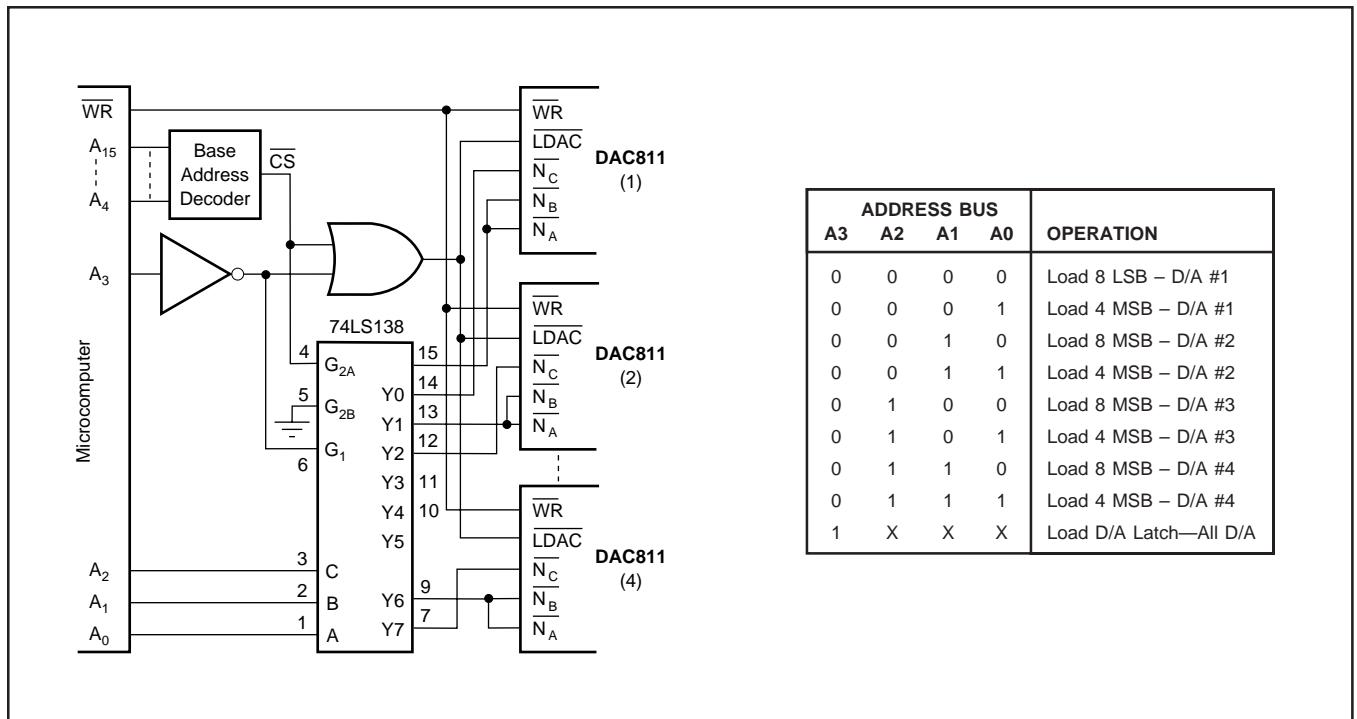 WR
A15
A4
A3
Microcomputer
A2
A1
A0
Base
Address
Decoder
CS
74LS138
4
G2A
5
G2B
6
G1
3
C
2
B
1
A
15
14
Y0
13
Y1
12
Y2
Y3 11
Y4 10
Y5
Y6 9
Y7 7
WR
LDAC
NC
NB
NA
DAC811
(1)
WR
LDAC
NC
NB
NA
DAC811
(2)
WR
LDAC
NC
NB
NA
DAC811
(4)
ADDRESS BUS
A3 A2 A1 A0 OPERATION
0 0 0 0 Load 8 LSB – D/A #1
0 0 0 1 Load 4 MSB – D/A #1
0 0 1 0 Load 8 MSB – D/A #2
0 0 1 1 Load 4 MSB – D/A #2
0 1 0 0 Load 8 MSB – D/A #3
0 1 0 1 Load 4 MSB – D/A #3
0 1 1 0 Load 8 MSB – D/A #4
0 1 1 1 Load 4 MSB – D/A #4
1 X X X Load D/A Latch—All D/A